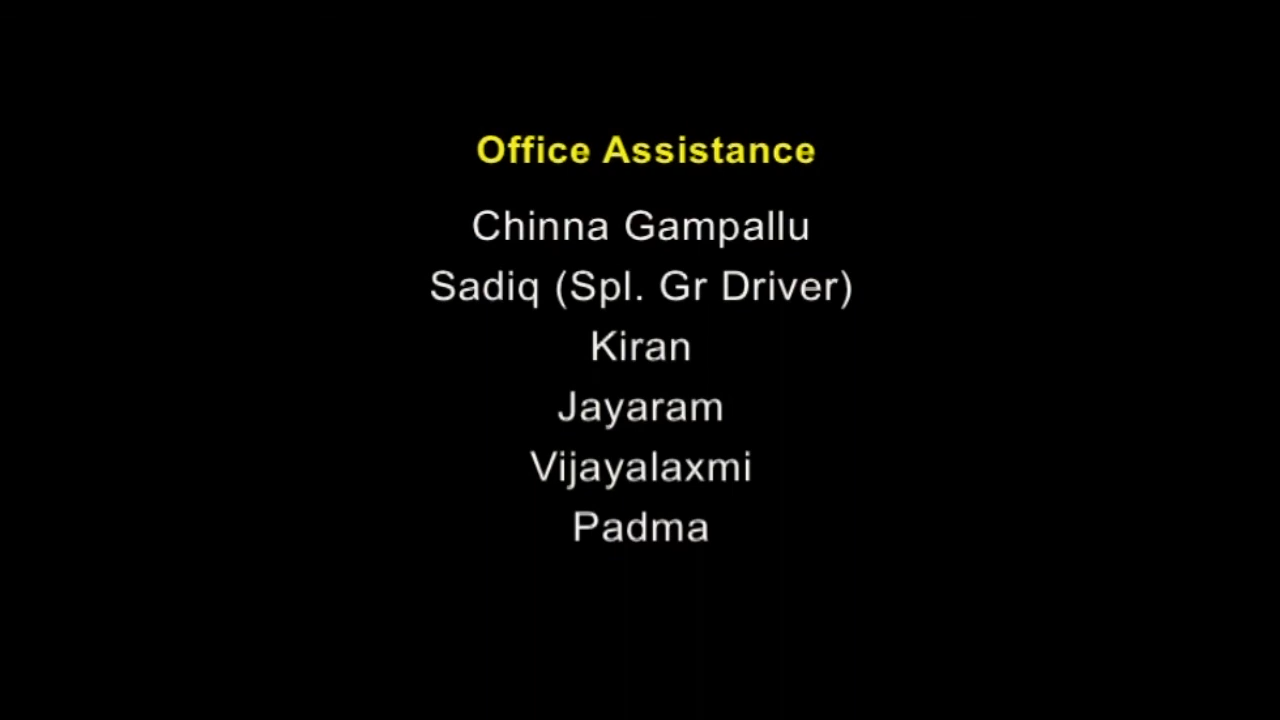 Office Assistance
Chinna Gampallu
Sadiq (Spl. Gr Driver)
Kiran
Jayaram
Vijayalaxmi
Padma